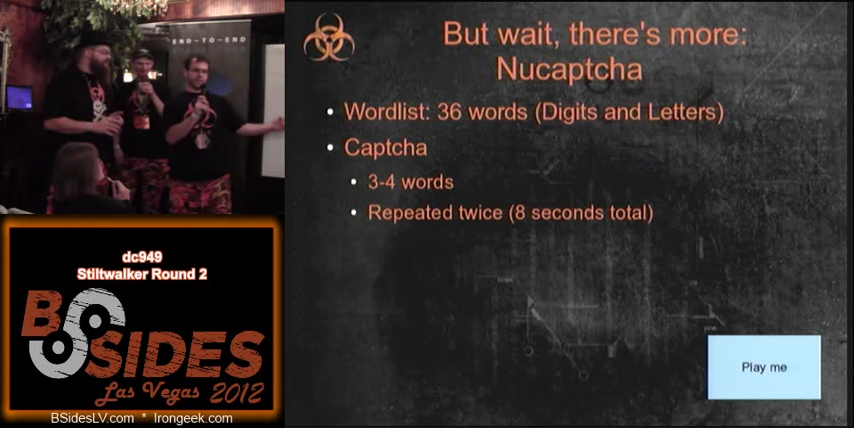 END-TO-END
But wait, there's more:
Nucaptcha
Wordlist: 36 words (Digits and Letters)
Captcha
3-4 words
Repeated twice (8 seconds total)
Play me
dc949
Stiltwalker Round 2
BSIDES
Las Vegas 2012
BSidesLV.com * Irongeek.com